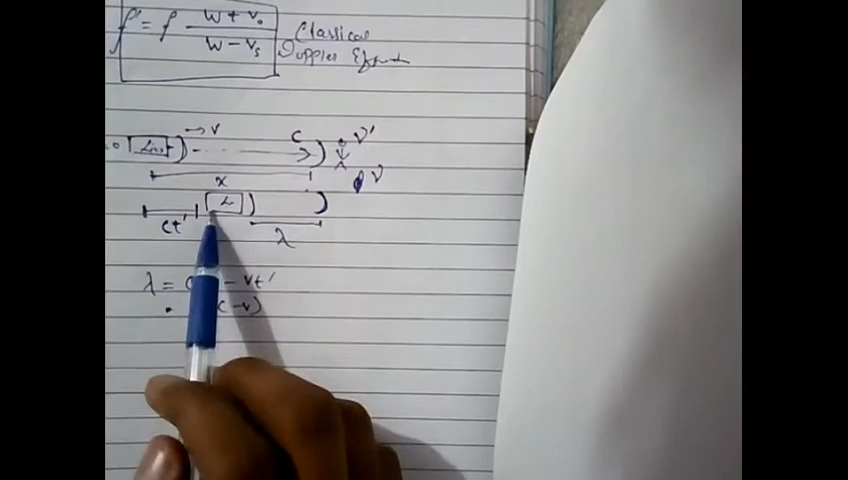 f' = f W + v₀ / W − vₛ Classical
Doppler Effect
→ v C ν'
x ν
L
ct' λ
λ = − vt'
− v)